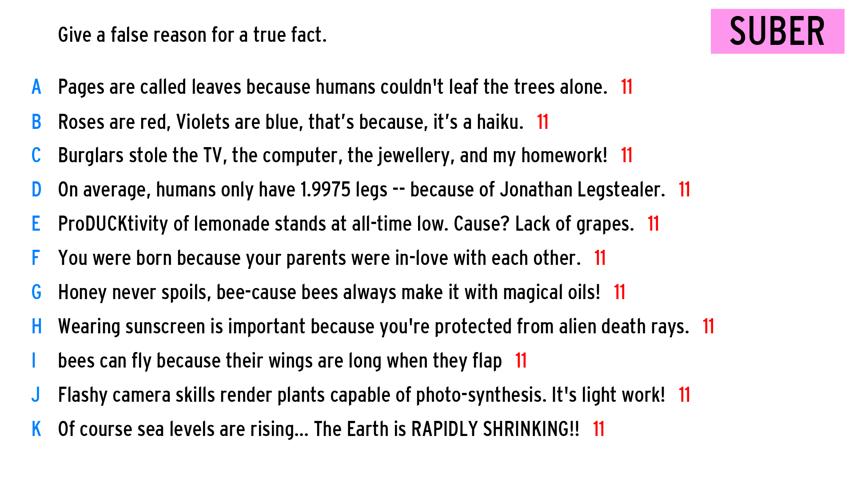 Give a false reason for a true fact.
SUBER
A Pages are called leaves because humans couldn't leaf the trees alone. 11
B Roses are red, Violets are blue, that’s because, it’s a haiku. 11
C Burglars stole the TV, the computer, the jewellery, and my homework! 11
D On average, humans only have 1.9975 legs -- because of Jonathan Legstealer. 11
E ProDUCKtivity of lemonade stands at all-time low. Cause? Lack of grapes. 11
F You were born because your parents were in-love with each other. 11
G Honey never spoils, bee-cause bees always make it with magical oils! 11
H Wearing sunscreen is important because you're protected from alien death rays. 11
I bees can fly because their wings are long when they flap 11
J Flashy camera skills render plants capable of photo-synthesis. It's light work! 11
K Of course sea levels are rising... The Earth is RAPIDLY SHRINKING!! 11